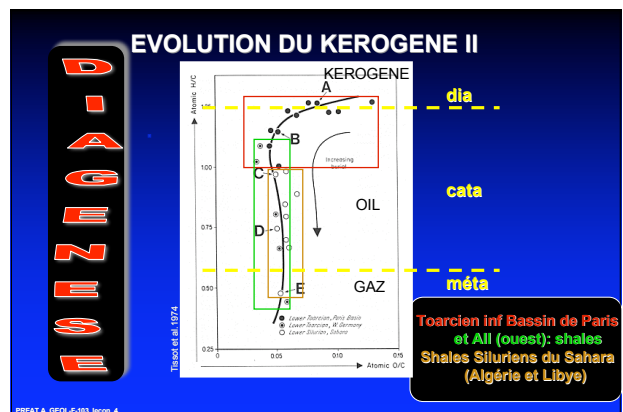 EVOLUTION DU KEROGENE II
DIAGENESE
KEROGENE
Atomic H/C
A
B
C
D
E
1.00
0.75
0.50
0.25
0.05
0.10
0.15
Atomic O/C
Increasing
burial
OIL
GAZ
Lower Toarcian, Paris Basin
Lower Toarcian, W Germany
Lower Silurian, Sahara
Tissot et al.1974
dia
cata
méta
Toarcien inf Bassin de Paris
et All (ouest): shales
Shales Siluriens du Sahara
(Algérie et Libye)
PREAT A. GEOL-F-103 leçon 4